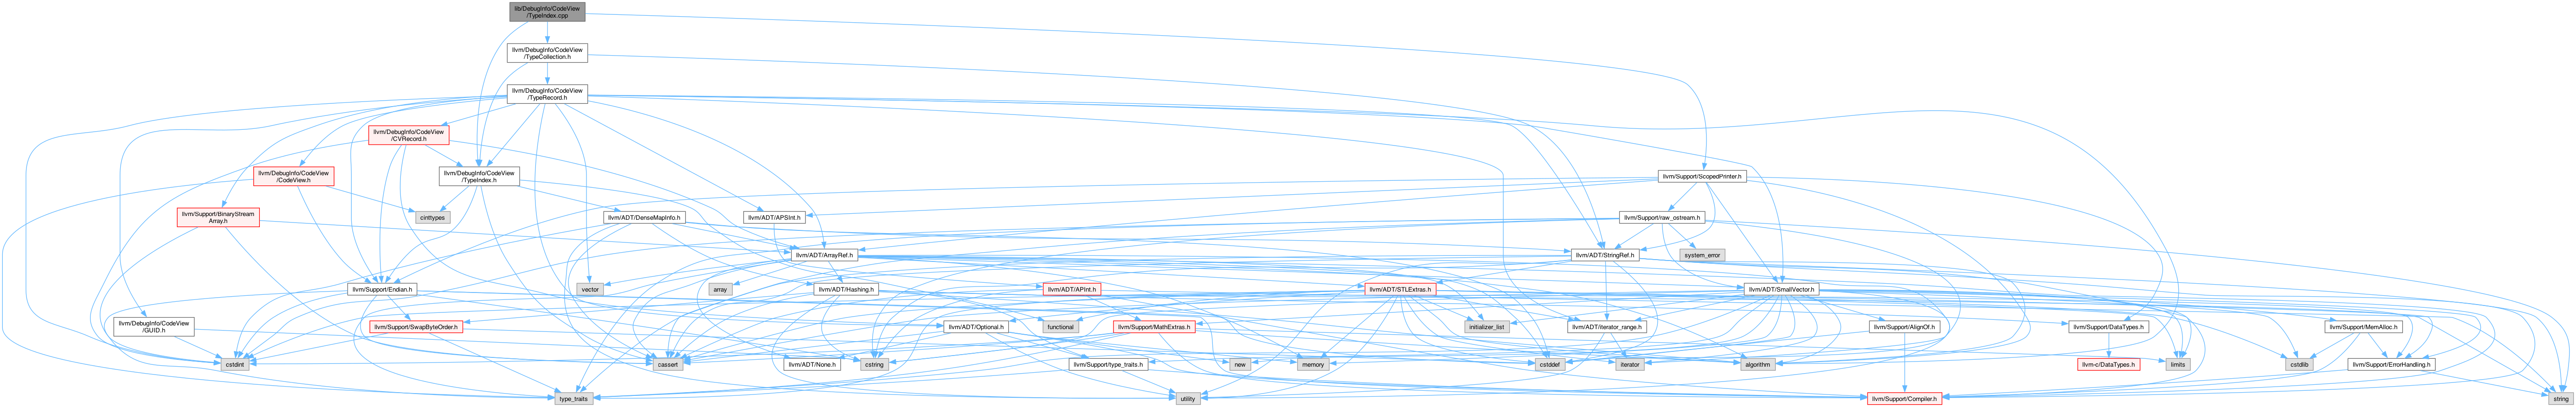 lib/DebugInfo/CodeView
/TypeIndex.cpp
llvm/DebugInfo/CodeView
/TypeCollection.h
llvm/DebugInfo/CodeView
/TypeRecord.h
llvm/DebugInfo/CodeView
/CVRecord.h
llvm/DebugInfo/CodeView
/CodeView.h
llvm/DebugInfo/CodeView
/TypeIndex.h
llvm/Support/ScopedPrinter.h
llvm/Support/BinaryStream
Array.h
cinttypes
llvm/ADT/DenseMapInfo.h
llvm/ADT/APSInt.h
llvm/Support/raw_ostream.h
llvm/ADT/ArrayRef.h
llvm/ADT/StringRef.h
system_error
llvm/Support/Endian.h
vector
array
llvm/ADT/Hashing.h
llvm/ADT/APInt.h
llvm/ADT/STLExtras.h
llvm/ADT/SmallVector.h
llvm/DebugInfo/CodeView
/GUID.h
llvm/Support/SwapByteOrder.h
llvm/ADT/Optional.h
functional
llvm/Support/MathExtras.h
initializer_list
llvm/ADT/iterator_range.h
llvm/Support/AlignOf.h
llvm/Support/DataTypes.h
llvm/Support/MemAlloc.h
cstdint
cassert
llvm/ADT/None.h
cstring
llvm/Support/type_traits.h
new
memory
cstddef
iterator
algorithm
llvm-c/DataTypes.h
limits
cstdlib
llvm/Support/ErrorHandling.h
type_traits
utility
llvm/Support/Compiler.h
string